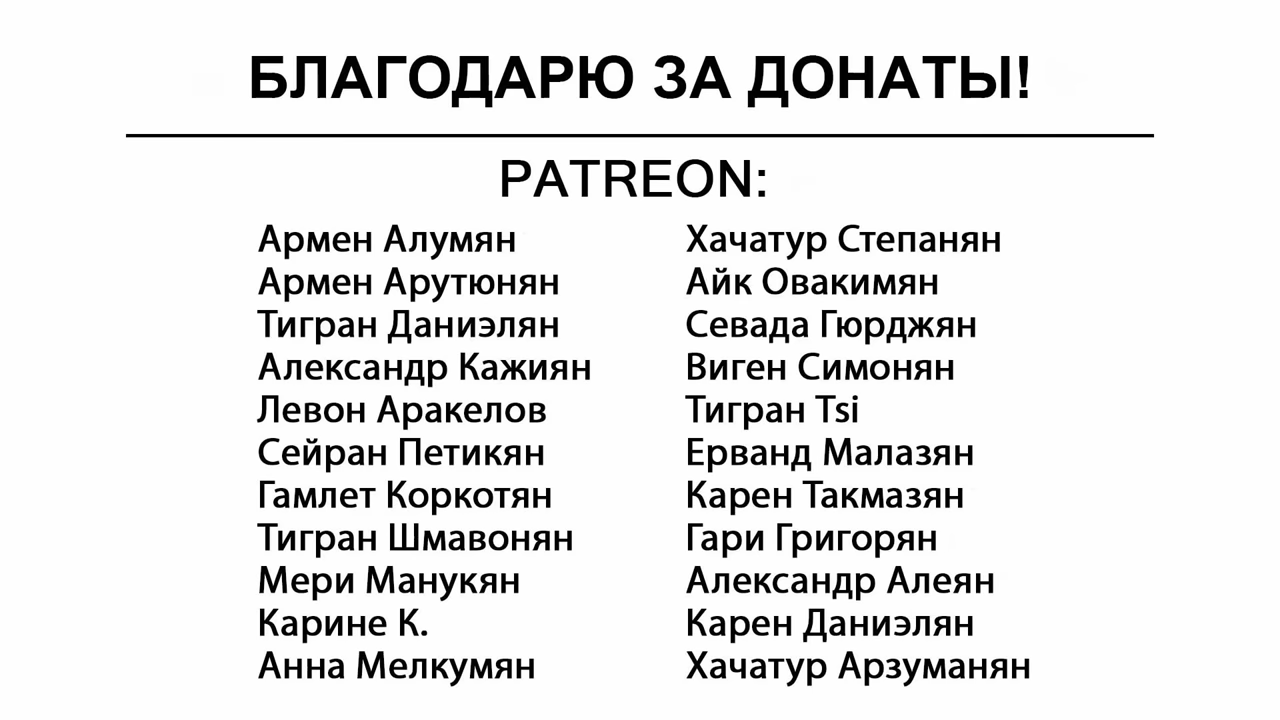 БЛАГОДАРЮ ЗА ДОНАТЫ!
PATREON:
Армен Алумян
Армен Арутюнян
Тигран Даниэлян
Александр Кажиян
Левон Аракелов
Сейран Петикян
Гамлет Коркотян
Тигран Шмавонян
Мери Манукян
Карине К.
Анна Мелкумян
Хачатур Степанян
Айк Овакимян
Севада Гюрджян
Виген Симонян
Тигран Tsi
Ерванд Малазян
Карен Такмазян
Гари Григорян
Александр Алеян
Карен Даниэлян
Хачатур Арзуманян